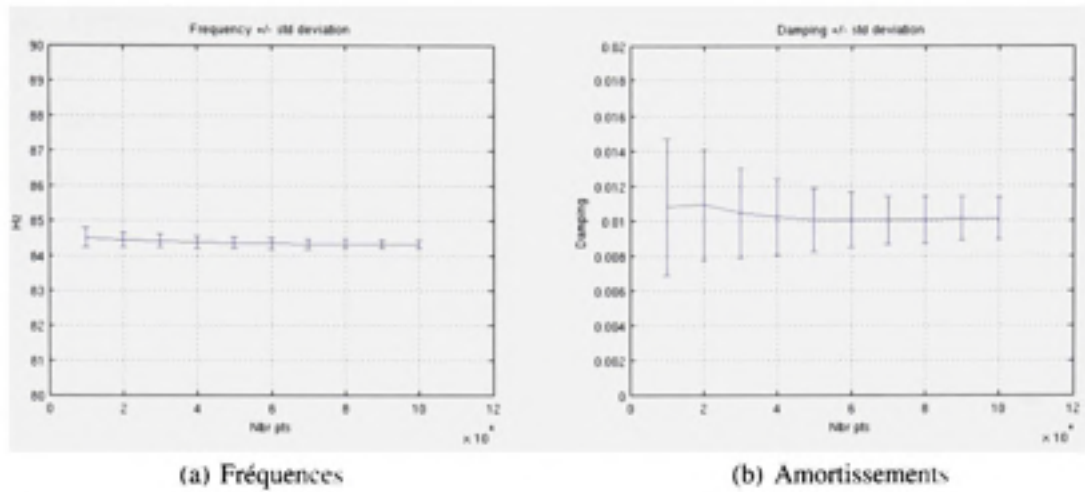 Frequency +/- std deviation
90
89
88
87
86
85
84
83
82
81
80
Hz
0 2 4 6 8 10 12
Nbr pts
Damping +/- std deviation
0.02
0.018
0.016
0.014
0.012
0.01
0.008
0.006
0.004
0.002
0
Damping
0 2 4 6 8 10 12
Nbr pts
(a) Fréquences
(b) Amortissements